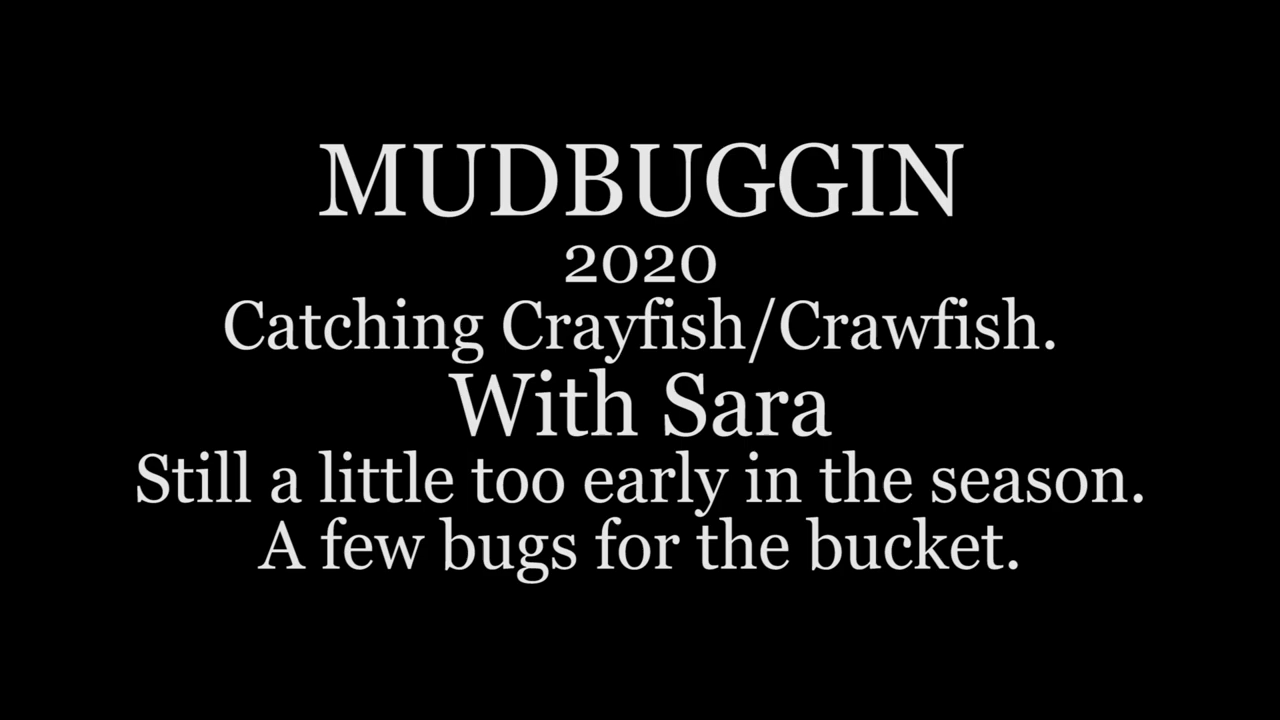 MUDBUGGIN
2020
Catching Crayfish/Crawfish.
With Sara
Still a little too early in the season.
A few bugs for the bucket.